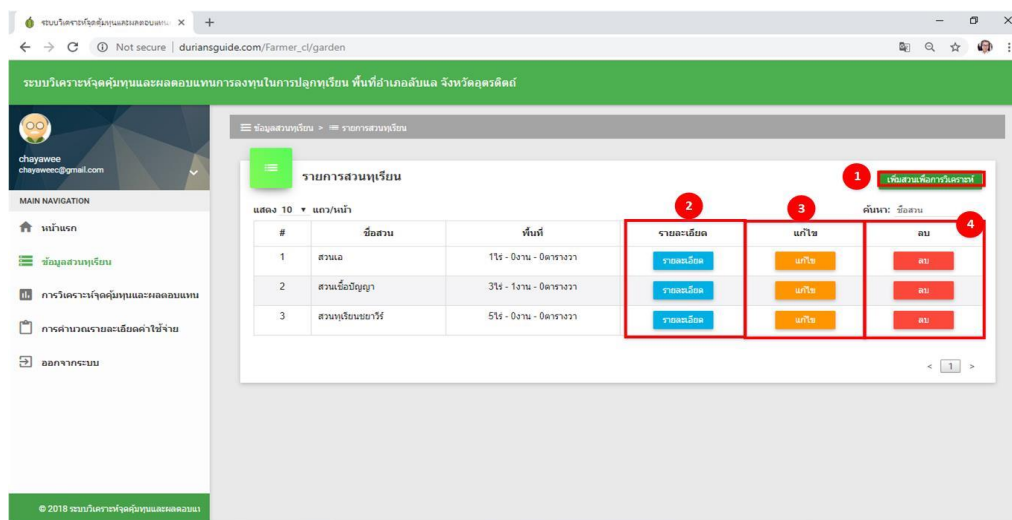 ระบบวิเคราะห์จุดคุ้มทุนและผลตอบแทน
Not secure | duriansguide.com/Farmer_cl/garden
ระบบวิเคราะห์จุดคุ้มทุนและผลตอบแทนการลงทุนในการปลูกทุเรียน พื้นที่อำเภอลับแล จังหวัดอุตรดิตถ์
chayawee
chayaweec@gmail.com
MAIN NAVIGATION
หน้าแรก
ข้อมูลสวนทุเรียน
การวิเคราะห์จุดคุ้มทุนและผลตอบแทน
การคำนวณรายละเอียดค่าใช้จ่าย
ออกจากระบบ
© 2018 ระบบวิเคราะห์จุดคุ้มทุนและผลตอบแ
ข้อมูลสวนทุเรียน > รายการสวนทุเรียน
รายการสวนทุเรียน
1 เพิ่มสวนเพื่อการวิเคราะห์
แสดง 10 แถว/หน้า
2 3
ค้นหา: ชื่อสวน
4
# ชื่อสวน พื้นที่ รายละเอียด แก้ไข ลบ
1 สวนเอ 1ไร่ - 0งาน - 0ตารางวา รายละเอียด แก้ไข ลบ
2 สวนเชื้อปัญญา 3ไร่ - 1งาน - 0ตารางวา รายละเอียด แก้ไข ลบ
3 สวนทุเรียนชยาวีร์ 5ไร่ - 0งาน - 0ตารางวา รายละเอียด แก้ไข ลบ
< 1 >